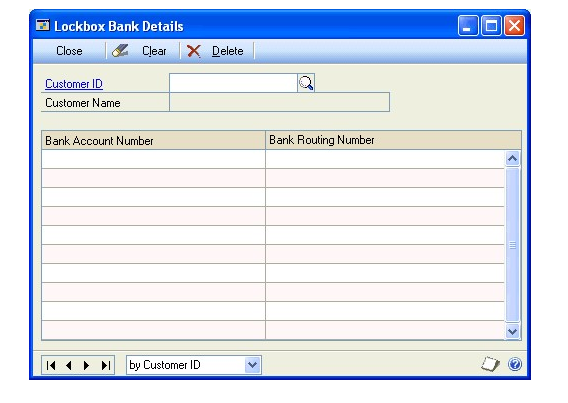 Lockbox Bank Details
Close Clear Delete
Customer ID
Customer Name
Bank Account Number Bank Routing Number
by Customer ID